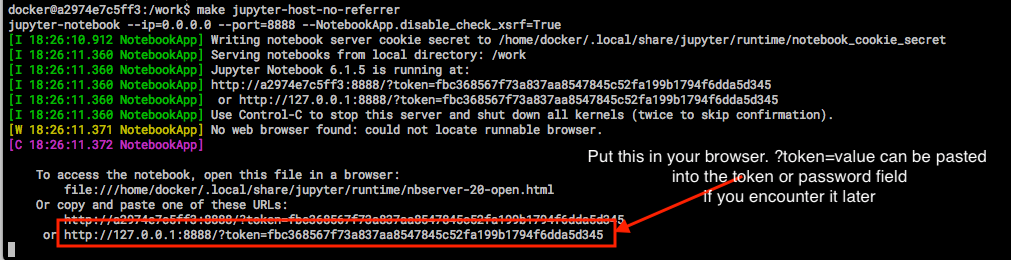 docker@a2974e7c5ff3:/work$ make jupyter-host-no-referrer
jupyter-notebook --ip=0.0.0.0 --port=8888 --NotebookApp.disable_check_xsrf=True
[I 18:26:10.912 NotebookApp] Writing notebook server cookie secret to /home/docker/.local/share/jupyter/runtime/notebook_cookie_secret
[I 18:26:11.360 NotebookApp] Serving notebooks from local directory: /work
[I 18:26:11.360 NotebookApp] Jupyter Notebook 6.1.5 is running at:
[I 18:26:11.360 NotebookApp] http://a2974e7c5ff3:8888/?token=fbc368567f73a837aa8547845c52fa199b1794f6dda5d345
[I 18:26:11.360 NotebookApp]  or http://127.0.0.1:8888/?token=fbc368567f73a837aa8547845c52fa199b1794f6dda5d345
[I 18:26:11.360 NotebookApp] Use Control-C to stop this server and shut down all kernels (twice to skip confirmation).
[W 18:26:11.371 NotebookApp] No web browser found: could not locate runnable browser.
[C 18:26:11.372 NotebookApp]
To access the notebook, open this file in a browser:
file:///home/docker/.local/share/jupyter/runtime/nbserver-20-open.html
Or copy and paste one of these URLs:
http://a2974e7c5ff3:8888/?token=fbc368567f73a837aa8547845c52fa199b1794f6dda5d345
or http://127.0.0.1:8888/?token=fbc368567f73a837aa8547845c52fa199b1794f6dda5d345
Put this in your browser. ?token=value can be pasted
into the token or password field
if you encounter it later